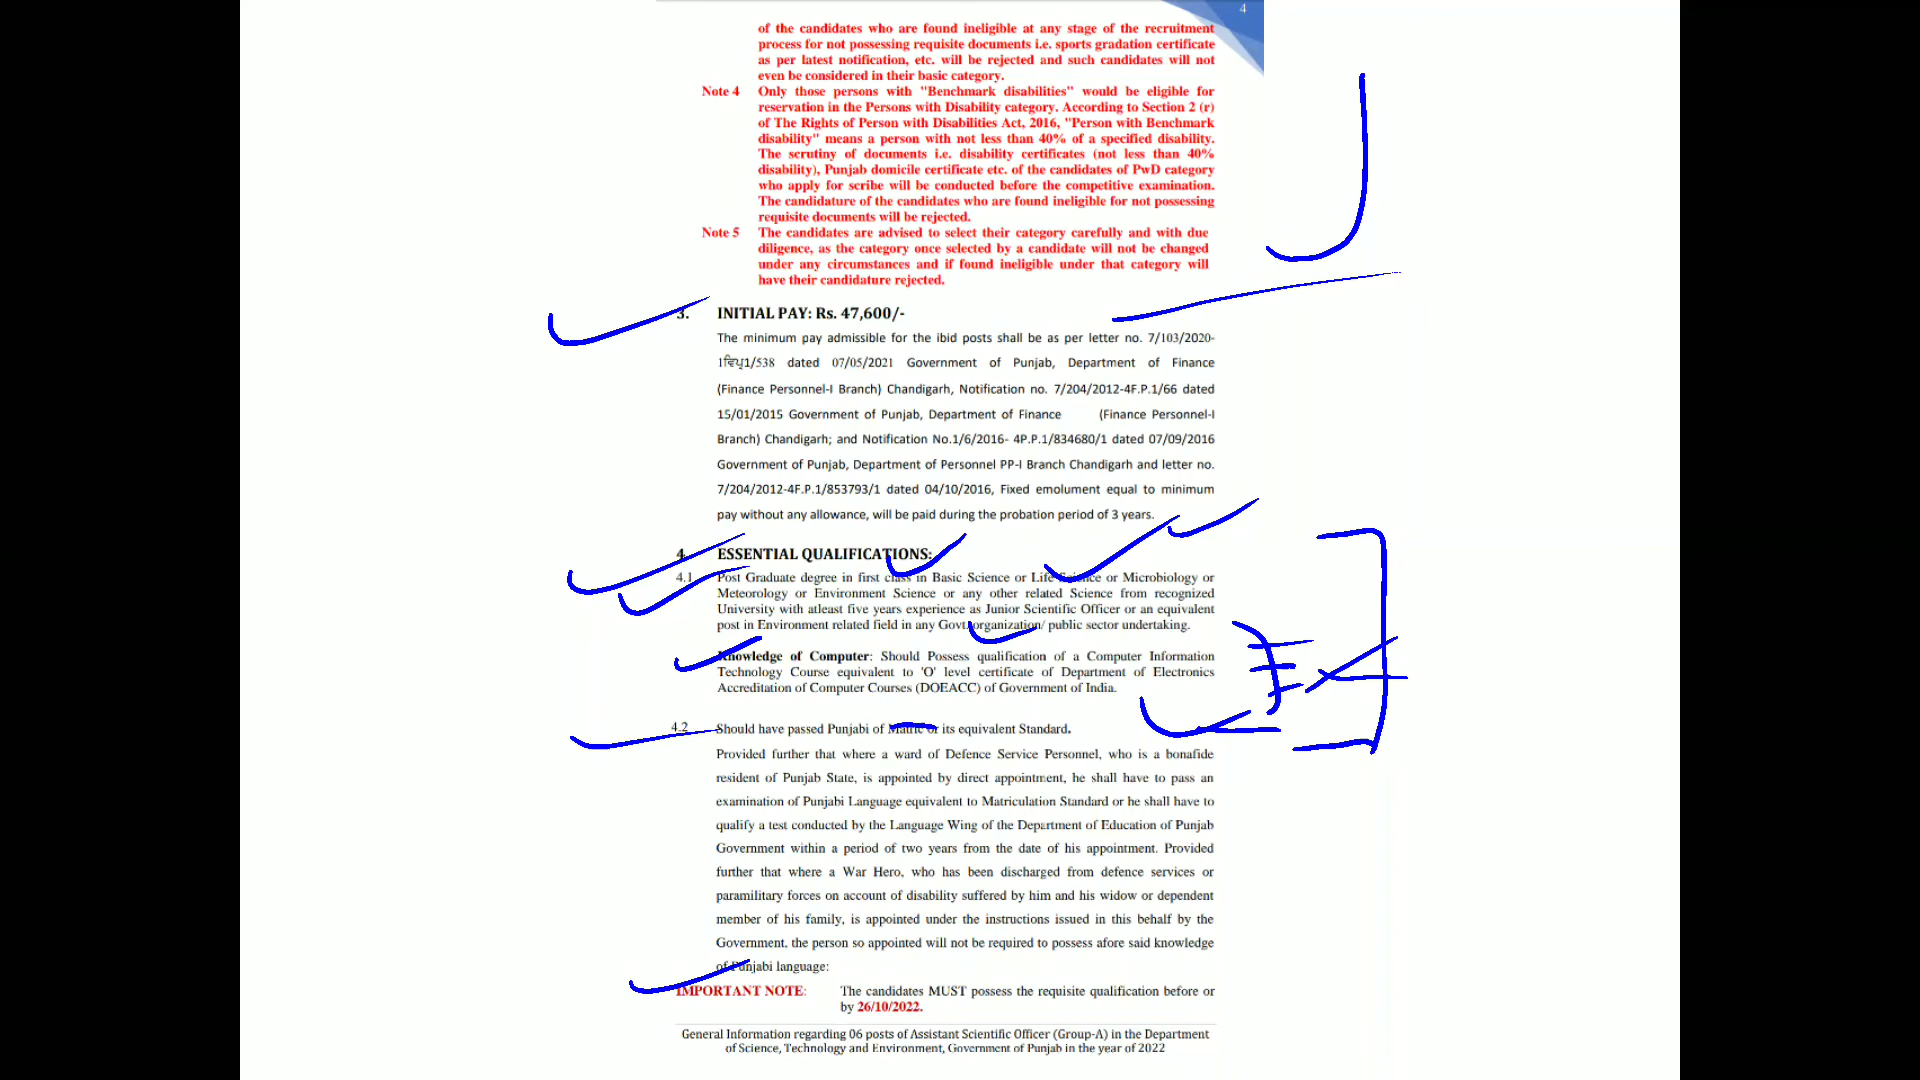 4
of the candidates who are found ineligible at any stage of the recruitment
process for not possessing requisite documents i.e. sports gradation certificate
as per latest notification, etc. will be rejected and such candidates will not
even be considered in their basic category.
Note 4 Only those persons with "Benchmark disabilities" would be eligible for
reservation in the Persons with Disability category. According to Section 2 (r)
of The Rights of Person with Disabilities Act, 2016, "Person with Benchmark
disability" means a person with not less than 40% of a specified disability.
The scrutiny of documents i.e. disability certificates (not less than 40%
disability), Punjab domicile certificate etc. of the candidates of PwD category
who apply for scribe will be conducted before the competitive examination.
The candidature of the candidates who are found ineligible for not possessing
requisite documents will be rejected.
Note 5 The candidates are advised to select their category carefully and with due
diligence, as the category once selected by a candidate will not be changed
under any circumstances and if found ineligible under that category will
have their candidature rejected.
3. INITIAL PAY: Rs. 47,600/-
The minimum pay admissible for the ibid posts shall be as per letter no. 7/103/2020-
1ਵਿਪ੍ਰ1/538 dated 07/05/2021 Government of Punjab, Department of Finance
(Finance Personnel-I Branch) Chandigarh, Notification no. 7/204/2012-4F.P.1/66 dated
15/01/2015 Government of Punjab, Department of Finance (Finance Personnel-I
Branch) Chandigarh; and Notification No.1/6/2016- 4P.P.1/834680/1 dated 07/09/2016
Government of Punjab, Department of Personnel PP-I Branch Chandigarh and letter no.
7/204/2012-4F.P.1/853793/1 dated 04/10/2016, Fixed emolument equal to minimum
pay without any allowance, will be paid during the probation period of 3 years.
4. ESSENTIAL QUALIFICATIONS:
4.1 Post Graduate degree in first class in Basic Science or Life Science or Microbiology or
Meteorology or Environment Science or any other related Science from recognized
University with atleast five years experience as Junior Scientific Officer or an equivalent
post in Environment related field in any Govt. organization/ public sector undertaking.
Knowledge of Computer: Should Possess qualification of a Computer Information
Technology Course equivalent to 'O' level certificate of Department of Electronics
Accreditation of Computer Courses (DOEACC) of Government of India.
4.2 Should have passed Punjabi of Matric or its equivalent Standard.
Provided further that where a ward of Defence Service Personnel, who is a bonafide
resident of Punjab State, is appointed by direct appointment, he shall have to pass an
examination of Punjabi Language equivalent to Matriculation Standard or he shall have to
qualify a test conducted by the Language Wing of the Department of Education of Punjab
Government within a period of two years from the date of his appointment. Provided
further that where a War Hero, who has been discharged from defence services or
paramilitary forces on account of disability suffered by him and his widow or dependent
member of his family, is appointed under the instructions issued in this behalf by the
Government, the person so appointed will not be required to possess afore said knowledge
of Punjabi language:
IMPORTANT NOTE: The candidates MUST possess the requisite qualification before or
by 26/10/2022.
General Information regarding 06 posts of Assistant Scientific Officer (Group-A) in the Department
of Science, Technology and Environment, Government of Punjab in the year of 2022